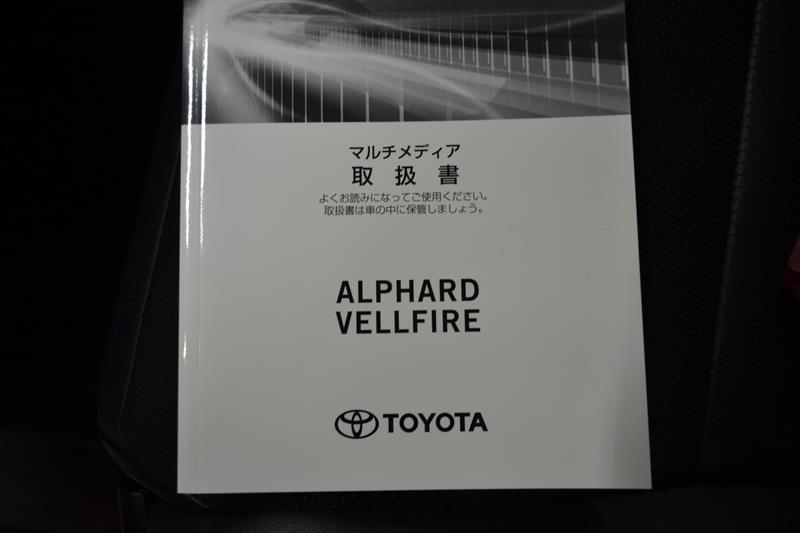 マルチメディア
取扱書
よくお読みになってご使用ください。
取扱書は車の中に保管しましょう。
ALPHARD
VELLFIRE
TOYOTA